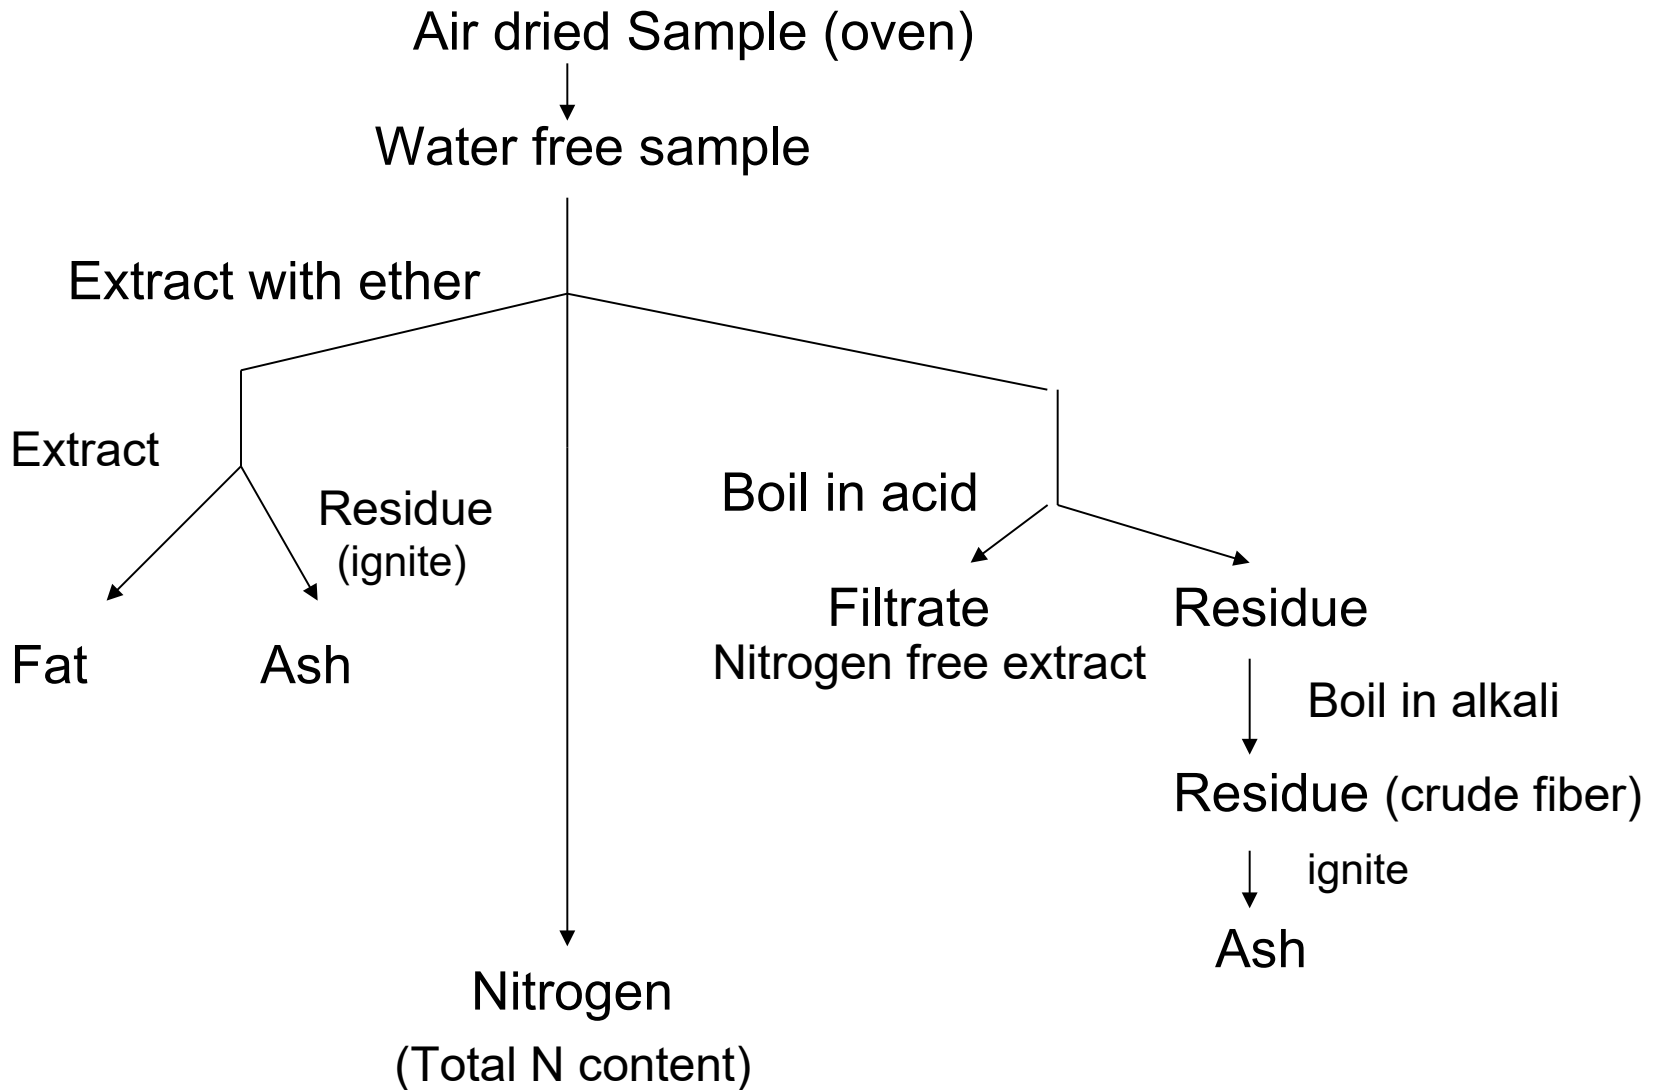 Air dried Sample (oven)
Water free sample
Extract with ether
Extract
Residue
(ignite)
Boil in acid
Fat
Ash
Filtrate
Nitrogen free extract
Residue
Boil in alkali
Residue (crude fiber)
ignite
Ash
Nitrogen
(Total N content)